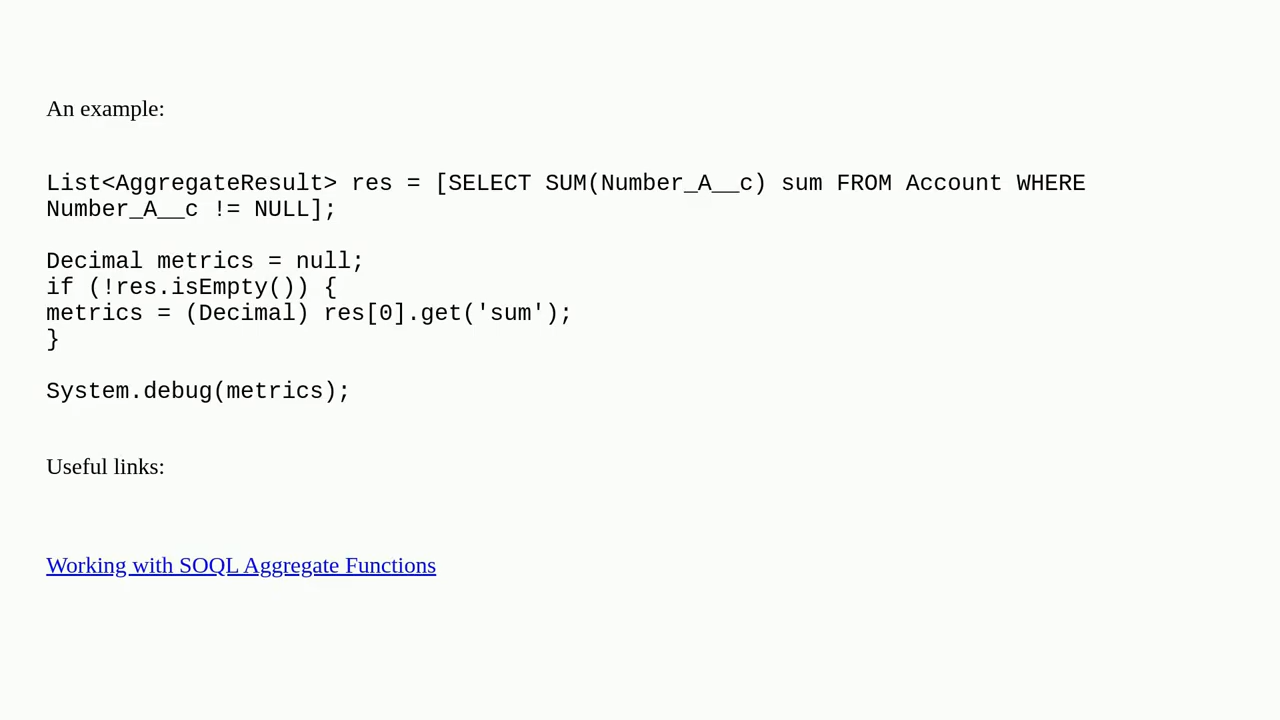 An example:
List<AggregateResult> res = [SELECT SUM(Number_A__c) sum FROM Account WHERE
Number_A__c != NULL];
Decimal metrics = null;
if (!res.isEmpty()) {
metrics = (Decimal) res[0].get('sum');
}
System.debug(metrics);
Useful links:
Working with SOQL Aggregate Functions